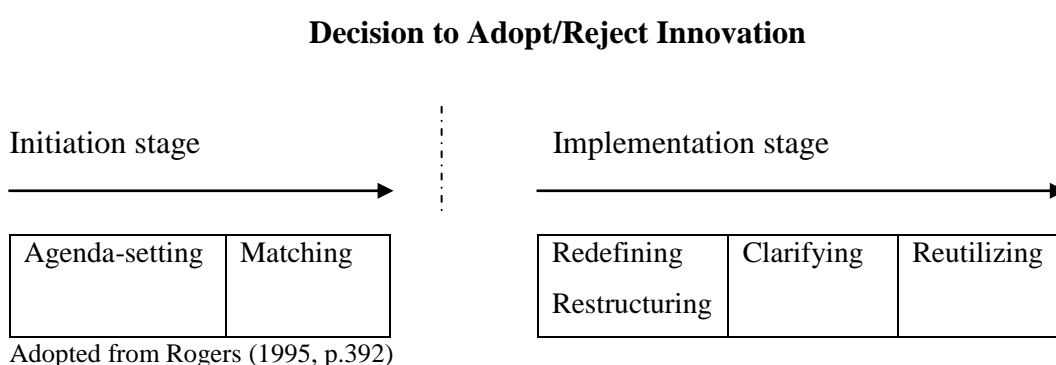 Decision to Adopt/Reject Innovation
Initiation stage
Implementation stage
Agenda-setting
Matching
Redefining
Restructuring
Clarifying
Reutilizing
Adopted from Rogers (1995, p.392)